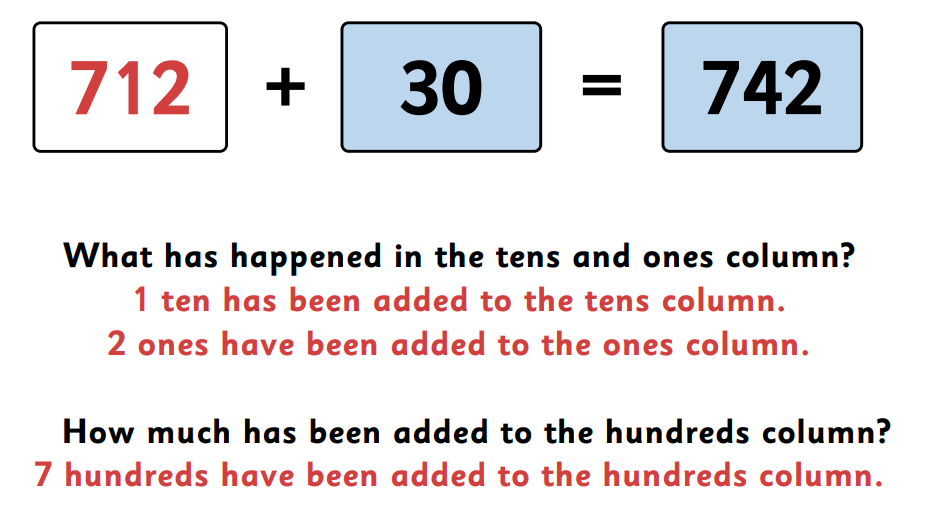 712 + 30 = 742
What has happened in the tens and ones column?
1 ten has been added to the tens column.
2 ones have been added to the ones column.
How much has been added to the hundreds column?
7 hundreds have been added to the hundreds column.